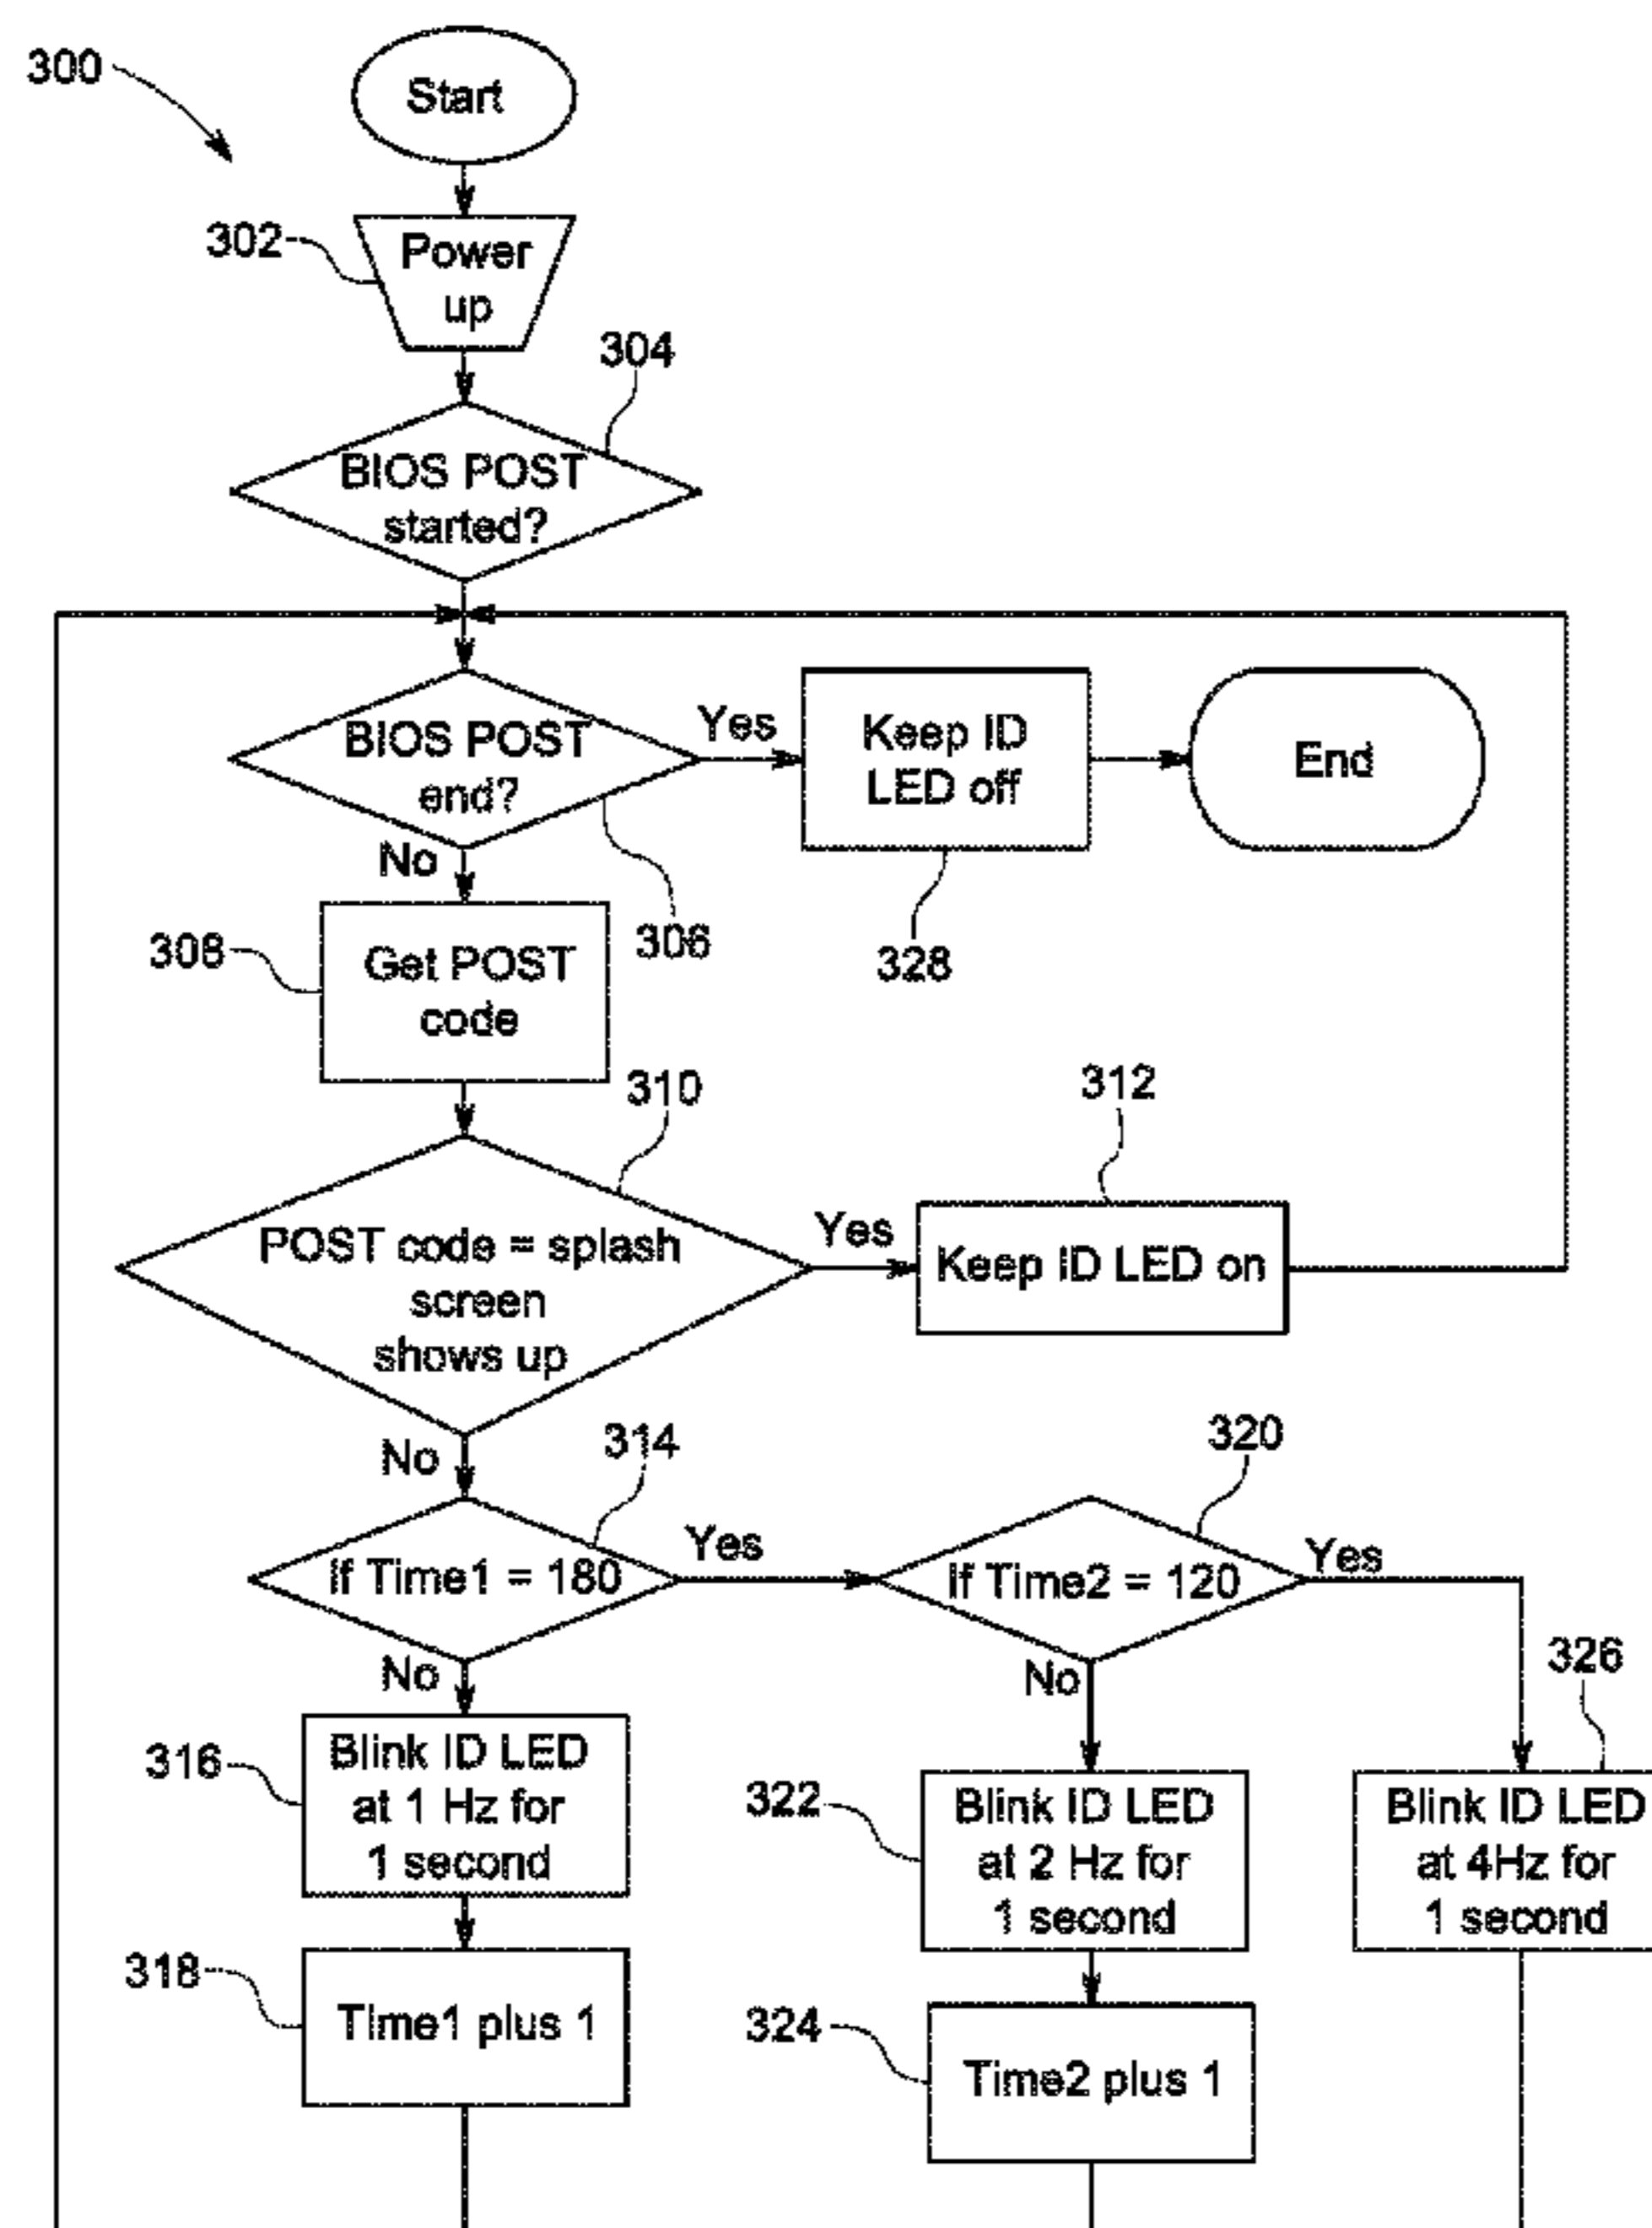 300
Start
302
Power
up
304
BIOS POST
started?
BIOS POST
end?
Yes
Keep ID
LED off
End
No
306
328
308
Get POST
code
310
312
POST code = splash
screen
shows up
Yes
Keep ID LED on
No
314
320
If Time1 = 180
Yes
If Time2 = 120
Yes
No
No
326
316
Blink ID LED
at 1 Hz for
1 second
322
Blink ID LED
at 2 Hz for
1 second
Blink ID LED
at 4Hz for
1 second
318
Time1 plus 1
324
Time2 plus 1